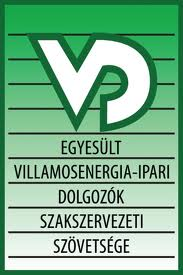 VD
EGYESÜLT
VILLAMOSENERGIA-IPARI
DOLGOZÓK
SZAKSZERVEZETI
SZÖVETSÉGE